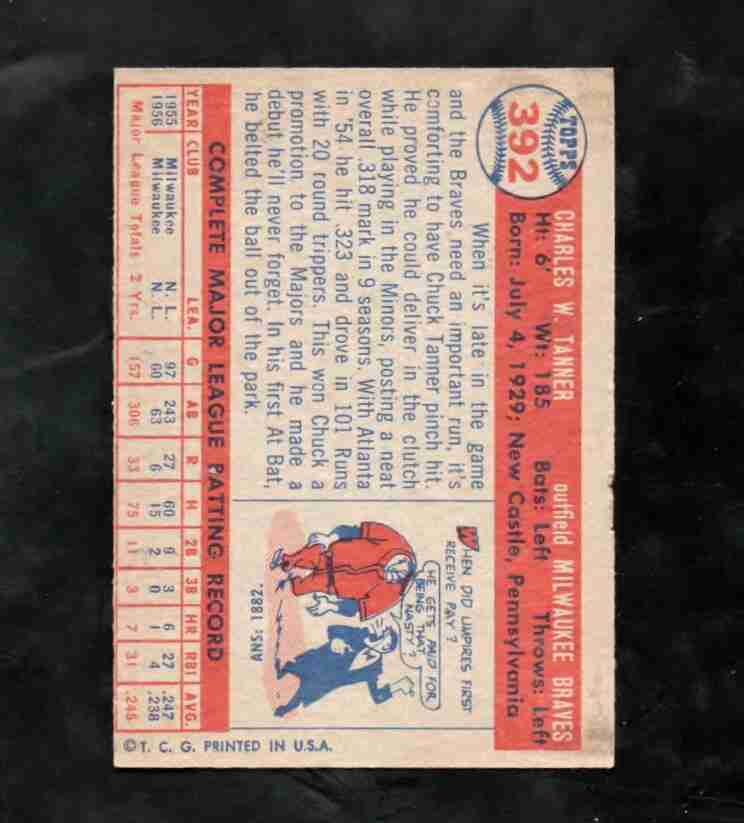 TOPPS
392
CHARLES W. TANNER
outfield MILWAUKEE BRAVES
Ht: 6' Wt: 185 Bats: Left Throws: Left
Born: July 4, 1929; New Castle, Pennsylvania
When it's late in the game
and the Braves need an important run, it's
comforting to have Chuck Tanner pinch hit.
He proved he could deliver in the clutch
while playing in the Minors, posting a neat
overall .318 mark in 9 seasons. With Atlanta
in '54 he hit .323 and drove in 101 Runs
with 20 round trippers. This won Chuck a
promotion to the Majors and he made a
debut he'll never forget. In his first At Bat,
he belted the ball out of the park.
WHEN DID UMPIRES FIRST
RECEIVE PAY?
HE GETS PAID FOR
BEING THAT
NASTY?
ANS: 1882.
COMPLETE MAJOR LEAGUE BATTING RECORD
YEAR CLUB LEA. G AB R H 2B 3B HR RBI AVG.
1955 Milwaukee N. L. 97 243 27 60 9 3 6 27 .247
1956 Milwaukee N. L. 60 63 6 15 2 0 1 4 .238
Major League Totals 2 Yrs. 157 306 33 75 11 3 7 31 .245
©T. C. G. PRINTED IN U.S.A.